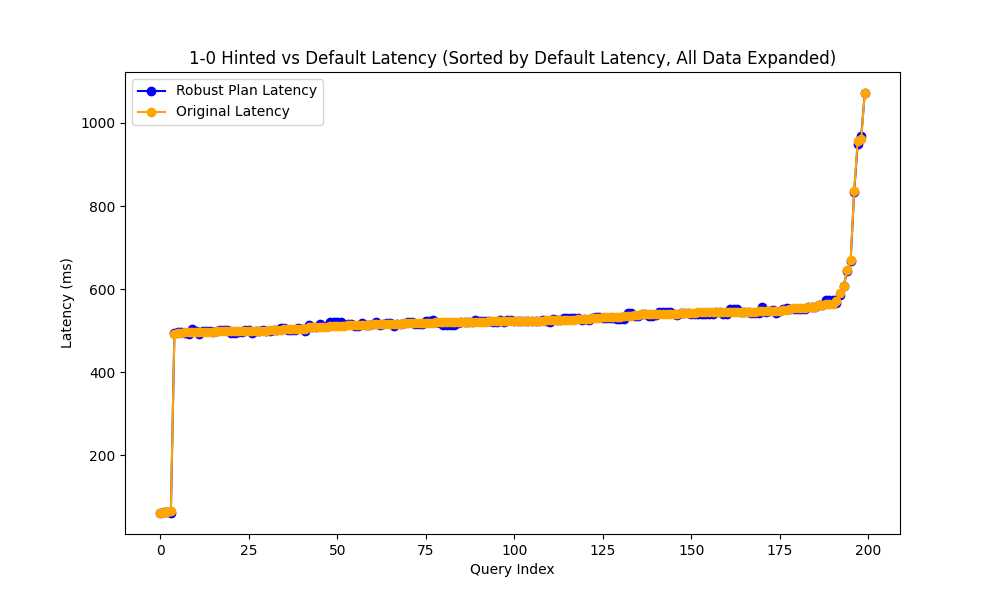 1-0 Hinted vs Default Latency (Sorted by Default Latency, All Data Expanded)
Robust Plan Latency
Original Latency
Latency (ms)
1000
800
600
400
200
0 25 50 75 100 125 150 175 200
Query Index